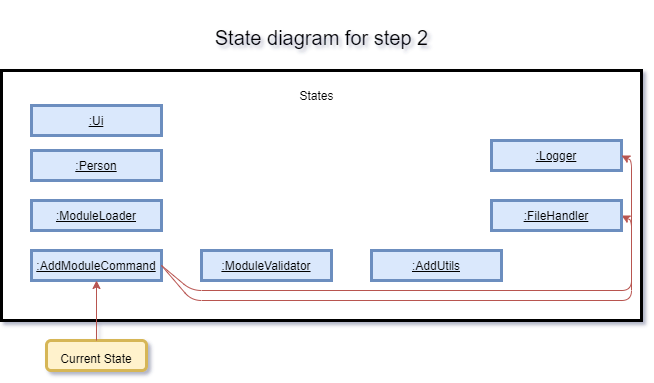 State diagram for step 2
States
:Ui
:Person
:Logger
:ModuleLoader
:FileHandler
:AddModuleCommand
:ModuleValidator
:AddUtils
Current State